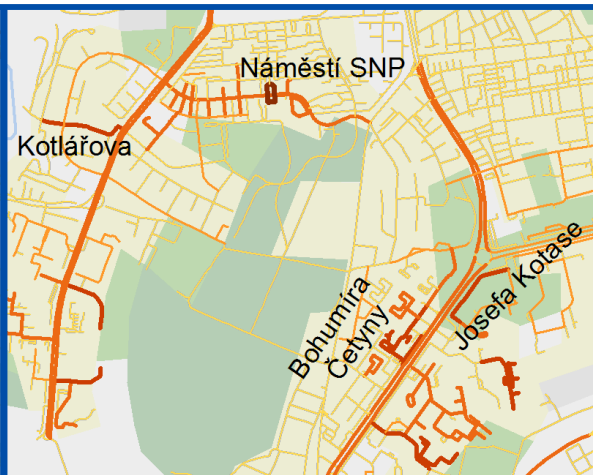 Náměstí SNP
Kotlářova
Bohumíra
Četyny
Josefa Kotase